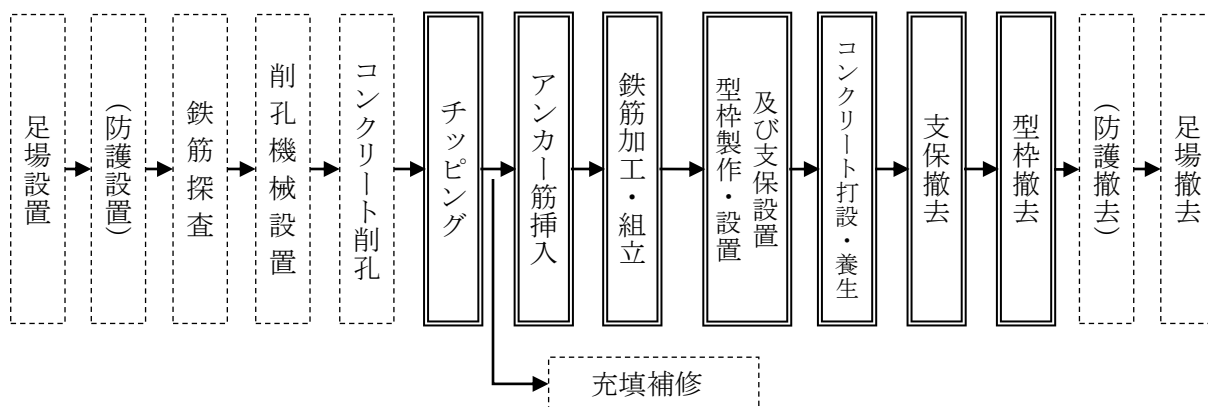 足場設置
(防護設置)
鉄筋探査
削孔機械設置
コンクリート削孔
チッピング
アンカー筋挿入
鉄筋加工・組立
型枠製作・設置
及び支保設置
コンクリート打設・養生
支保撤去
型枠撤去
(防護撤去)
足場撤去
充填補修